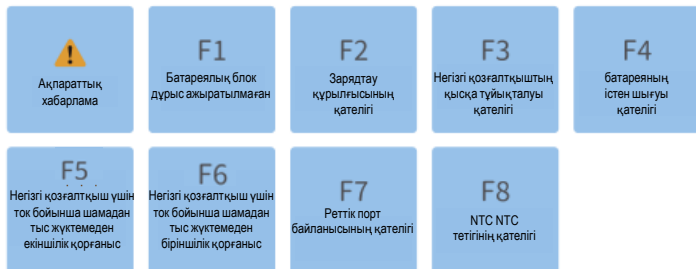 Ақпараттық
хабарлама
F1
Батареялық блок
дұрыс ажыратылмаған
F2
Зарядтау
құрылғысының
қателігі
F3
Негізгі қозғалтқыштың
қысқа тұйықталуы
қателігі
F4
батареяның
істен шығуы
қателігі
F5
Негізгі қозғалтқыш үшін
ток бойынша шамадан
тыс жүктемеден
екіншілік қорғаныс
F6
Негізгі қозғалтқыш үшін
ток бойынша шамадан
тыс жүктемеден
біріншілік қорғаныс
F7
Реттік порт
байланысының қателігі
F8
NTC NTC
тетігінің қателігі